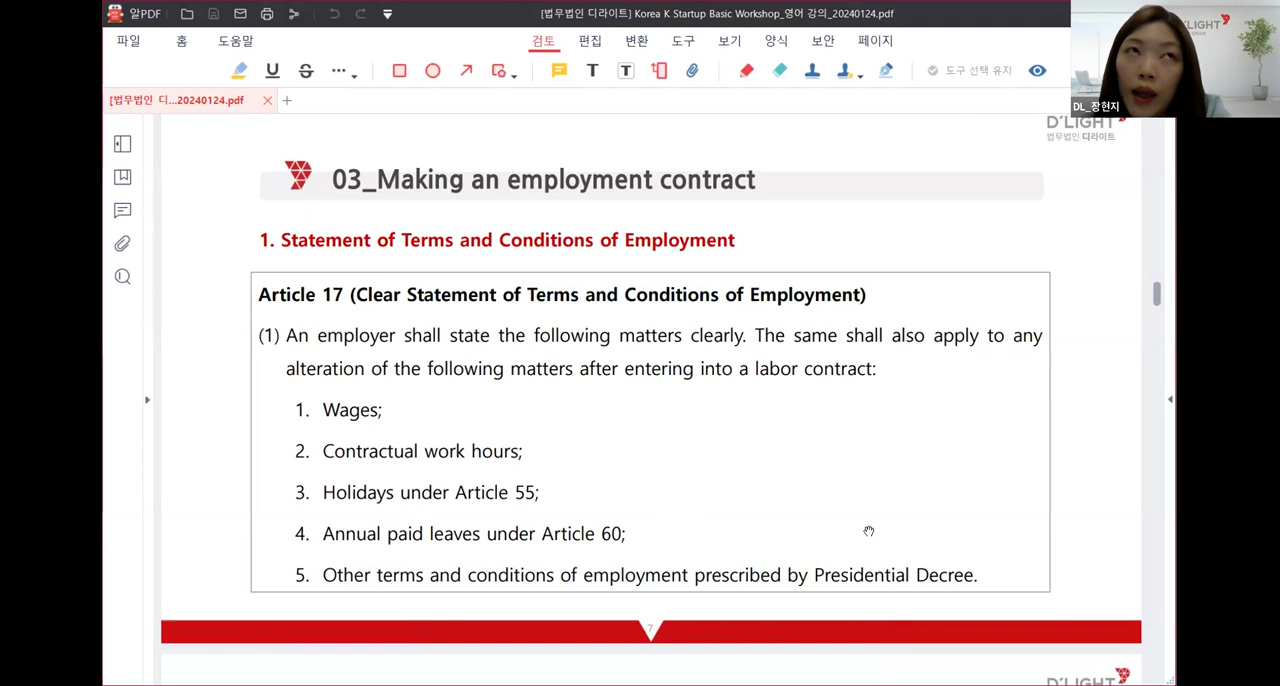 알PDF
[법무법인 디라이트] Korea K Startup Basic Workshop_영어 강의_20240124.pdf
파일 홈 도움말 검토 편집 변환 도구 보기 양식 보안 페이지
도구 선택 유지
[법무법인 디...20240124.pdf
LIGHT
DL_장현지
D'LIGHT
법무법인 디라이트
03_Making an employment contract
1. Statement of Terms and Conditions of Employment
Article 17 (Clear Statement of Terms and Conditions of Employment)
(1) An employer shall state the following matters clearly. The same shall also apply to any
alteration of the following matters after entering into a labor contract:
1. Wages;
2. Contractual work hours;
3. Holidays under Article 55;
4. Annual paid leaves under Article 60;
5. Other terms and conditions of employment prescribed by Presidential Decree.
7
D'LIGHT